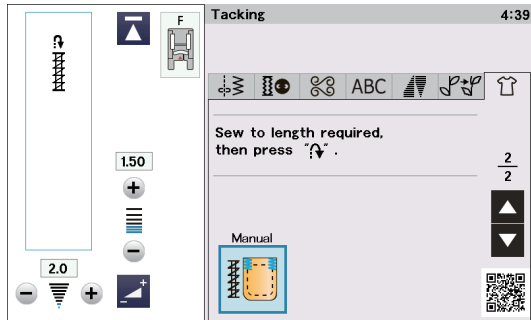 F
Tacking 4:39
ABC
Sew to length required,
then press " ".
2
2
1.50
Manual
2.0